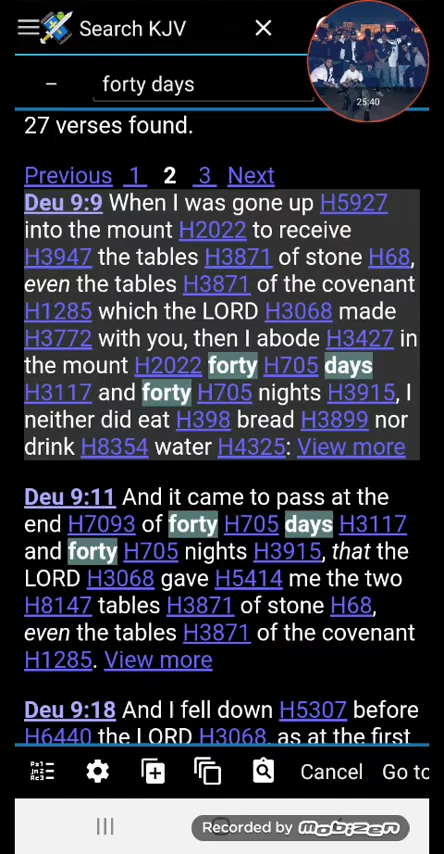 Search KJV
forty days
25:40
27 verses found.
Previous 1 2 3 Next
Deu 9:9 When I was gone up H5927
into the mount H2022 to receive
H3947 the tables H3871 of stone H68,
even the tables H3871 of the covenant
H1285 which the LORD H3068 made
H3772 with you, then I abode H3427 in
the mount H2022 forty H705 days
H3117 and forty H705 nights H3915, I
neither did eat H398 bread H3899 nor
drink H8354 water H4325: View more
Deu 9:11 And it came to pass at the
end H7093 of forty H705 days H3117
and forty H705 nights H3915, that the
LORD H3068 gave H5414 me the two
H8147 tables H3871 of stone H68,
even the tables H3871 of the covenant
H1285. View more
Deu 9:18 And I fell down H5307 before
H6440 the LORD H3068, as at the first
Ps1
Jn2
Ac3
Cancel Go to
Recorded by Mobizen